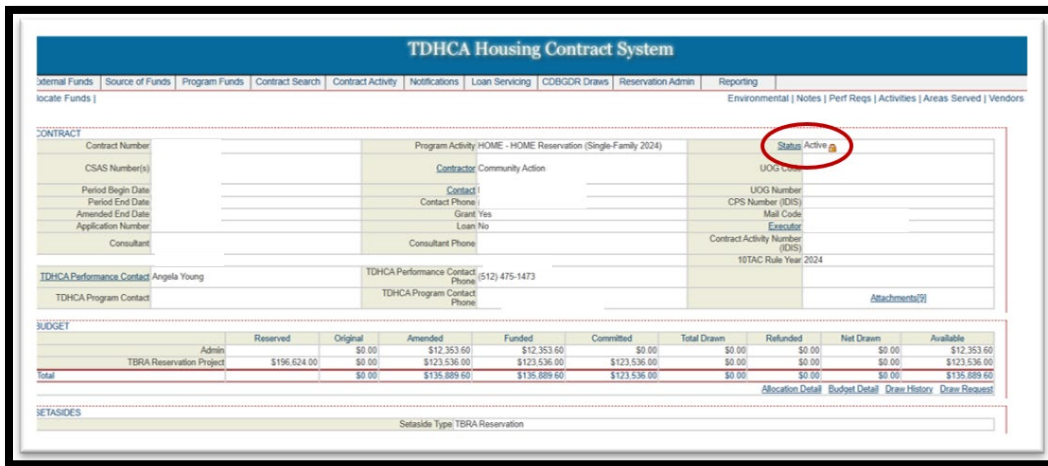 TDHCA Housing Contract System
External Funds | Source of Funds | Program Funds | Contract Search | Contract Activity | Notifications | Loan Servicing | CDBGDR Draws | Reservation Admin | Reporting
locate Funds | Environmental | Notes | Perf Reqs | Activities | Areas Served | Vendors
CONTRACT
Contract Number Program Activity HOME - HOME Reservation (Single-Family 2024) Status Active
CSAS Number(s) Contractor Community Action UOG Code
Period Begin Date Contact UOG Number
Period End Date Contact Phone CPS Number (IDIS)
Amended End Date Grant Yes Mail Code
Application Number Loan No Executor
Consultant Consultant Phone Contract Activity Number (IDIS)
10TAC Rule Year 2024
TDHCA Performance Contact Angela Young TDHCA Performance Contact Phone (512) 475-1473
TDHCA Program Contact TDHCA Program Contact Phone Attachments[9]
BUDGET
Reserved Original Amended Funded Committed Total Drawn Refunded Net Drawn Available
Admin $0.00 $12,353.60 $12,353.60 $0.00 $0.00 $0.00 $0.00 $12,353.60
TBRA Reservation Project $196,624.00 $0.00 $123,536.00 $123,536.00 $123,536.00 $0.00 $0.00 $0.00 $123,536.00
Total $0.00 $135,889.60 $135,889.60 $123,536.00 $0.00 $0.00 $0.00 $135,889.60
Allocation Detail Budget Detail Draw History Draw Request
SETASIDES
Setaside Type TBRA Reservation